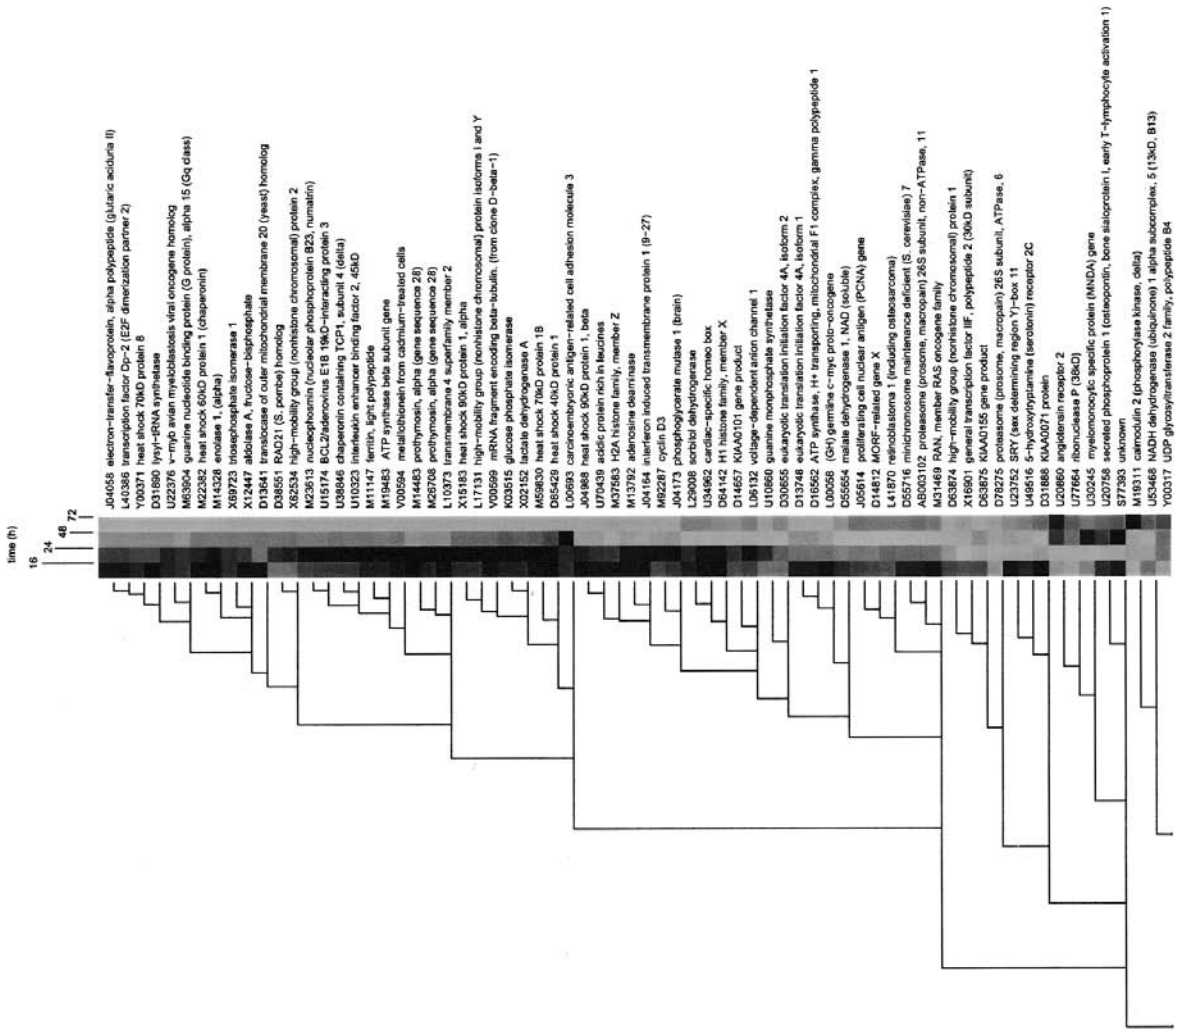 time (h)
16
24
48
72
J04058 electron-transfer-flavoprotein, alpha polypeptide (glutaric aciduria II)
L40386 transcription factor Dp-2 (E2F dimerization partner 2)
Y00371 heat shock 70kD protein 8
D31890 lysyl-tRNA synthetase
U22376 v-myb avian myeloblastosis viral oncogene homolog
M63904 guanine nucleotide binding protein (G protein), alpha 15 (Gq class)
M22382 heat shock 60kD protein 1 (chaperonin)
M14328 enolase 1, (alpha)
X69723 triosephosphate isomerase 1
X12447 aldolase A, fructose-bisphosphate
D13641 translocase of outer mitochondrial membrane 20 (yeast) homolog
D38551 RAD21 (S. pombe) homolog
X62534 high-mobility group (nonhistone chromosomal) protein 2
M23613 nucleophosmin (nucleolar phosphoprotein B23, numatrin)
U15174 BCL2/adenovirus E1B 19kD-interacting protein 3
U38846 chaperonin containing TCP1, subunit 4 (delta)
U10323 interleukin enhancer binding factor 2, 45kD
M11147 ferritin, light polypeptide
M19483 ATP synthase beta subunit gene
V00594 metallothionein from cadmium-treated cells
M14483 prothymosin, alpha (gene sequence 28)
M26708 prothymosin, alpha (gene sequence 28)
L10373 transmembrane 4 superfamily member 2
X15183 heat shock 90kD protein 1, alpha
L17131 high-mobility group (nonhistone chromosomal) protein isoforms I and Y
V00599 mRNA fragment encoding beta-tubulin. (from clone D-beta-1)
K03515 glucose phosphate isomerase
X02152 lactate dehydrogenase A
M59830 heat shock 70kD protein 1B
D85429 heat shock 40kD protein 1
L00693 carcinoembryonic antigen-related cell adhesion molecule 3
J04988 heat shock 90kD protein 1, beta
U70439 acidic protein rich in leucines
M37583 H2A histone family, member Z
M13792 adenosine deaminase
J04164 interferon induced transmembrane protein 1 (9-27)
M92287 cyclin D3
J04173 phosphoglycerate mutase 1 (brain)
L29008 sorbitol dehydrogenase
U34962 cardiac-specific homeo box
D64142 H1 histone family, member X
D14657 KIAA0101 gene product
L06132 voltage-dependent anion channel 1
U10860 guanine monphosphate synthetase
D30655 eukaryotic translation initiation factor 4A, isoform 2
D13748 eukaryotic translation initiation factor 4A, isoform 1
D16562 ATP synthase, H+ transporting, mitochondrial F1 complex, gamma polypeptide 1
L00058 (GH) germline c-myc proto-oncogene
D55654 malate dehydrogenase 1, NAD (soluble)
J05614 proliferating cell nuclear antigen (PCNA) gene
D14812 MORF-related gene X
L41870 retinoblastoma 1 (including osteosarcoma)
D55716 minichromosome maintenance deficient (S. cerevisiae) 7
AB003102 proteasome (prosome, macropain) 26S subunit, non-ATPase, 11
M31469 RAN, member RAS oncogene family
D63874 high-mobility group (nonhistone chromosomal) protein 1
X16901 general transcription factor IIF, polypeptide 2 (30kD subunit)
D63875 KIAA0155 gene product
D78275 proteasome (prosome, macropain) 26S subunit, ATPase, 6
U23752 SRY (sex determining region Y)-box 11
U49516 5-hydroxytryptamine (serotonin) receptor 2C
D31888 KIAA0071 protein
U20860 angiotensin receptor 2
U77664 ribonuclease P (38kD)
U30245 myelomonocytic specific protein (MNDA) gene
U20758 secreted phosphoprotein 1 (osteopontin, bone sialoprotein I, early T-lymphocyte activation 1)
S77393 unknown
M19311 calmodulin 2 (phosphorylase kinase, delta)
U53468 NADH dehydrogenase (ubiquinone) 1 alpha subcomplex, 5 (13kD, B13)
Y00317 UDP glycosyltransferase 2 family, polypeptide B4